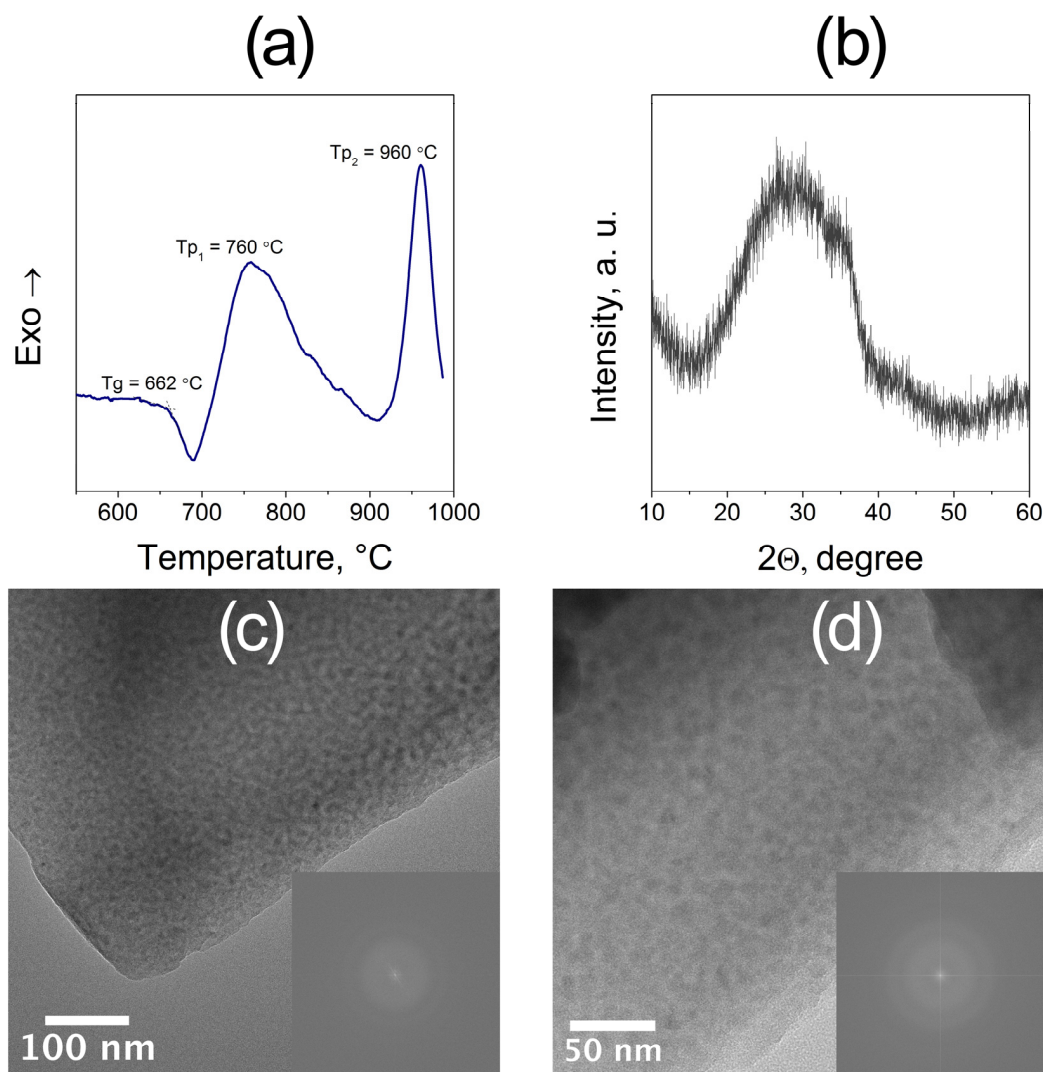 (a)
Exo →
Tp₂ = 960 °C
Tp₁ = 760 °C
Tg = 662 °C
600 700 800 900 1000
Temperature, °C
(b)
Intensity, a. u.
10 20 30 40 50 60
2Θ, degree
(c)
100 nm
(d)
50 nm